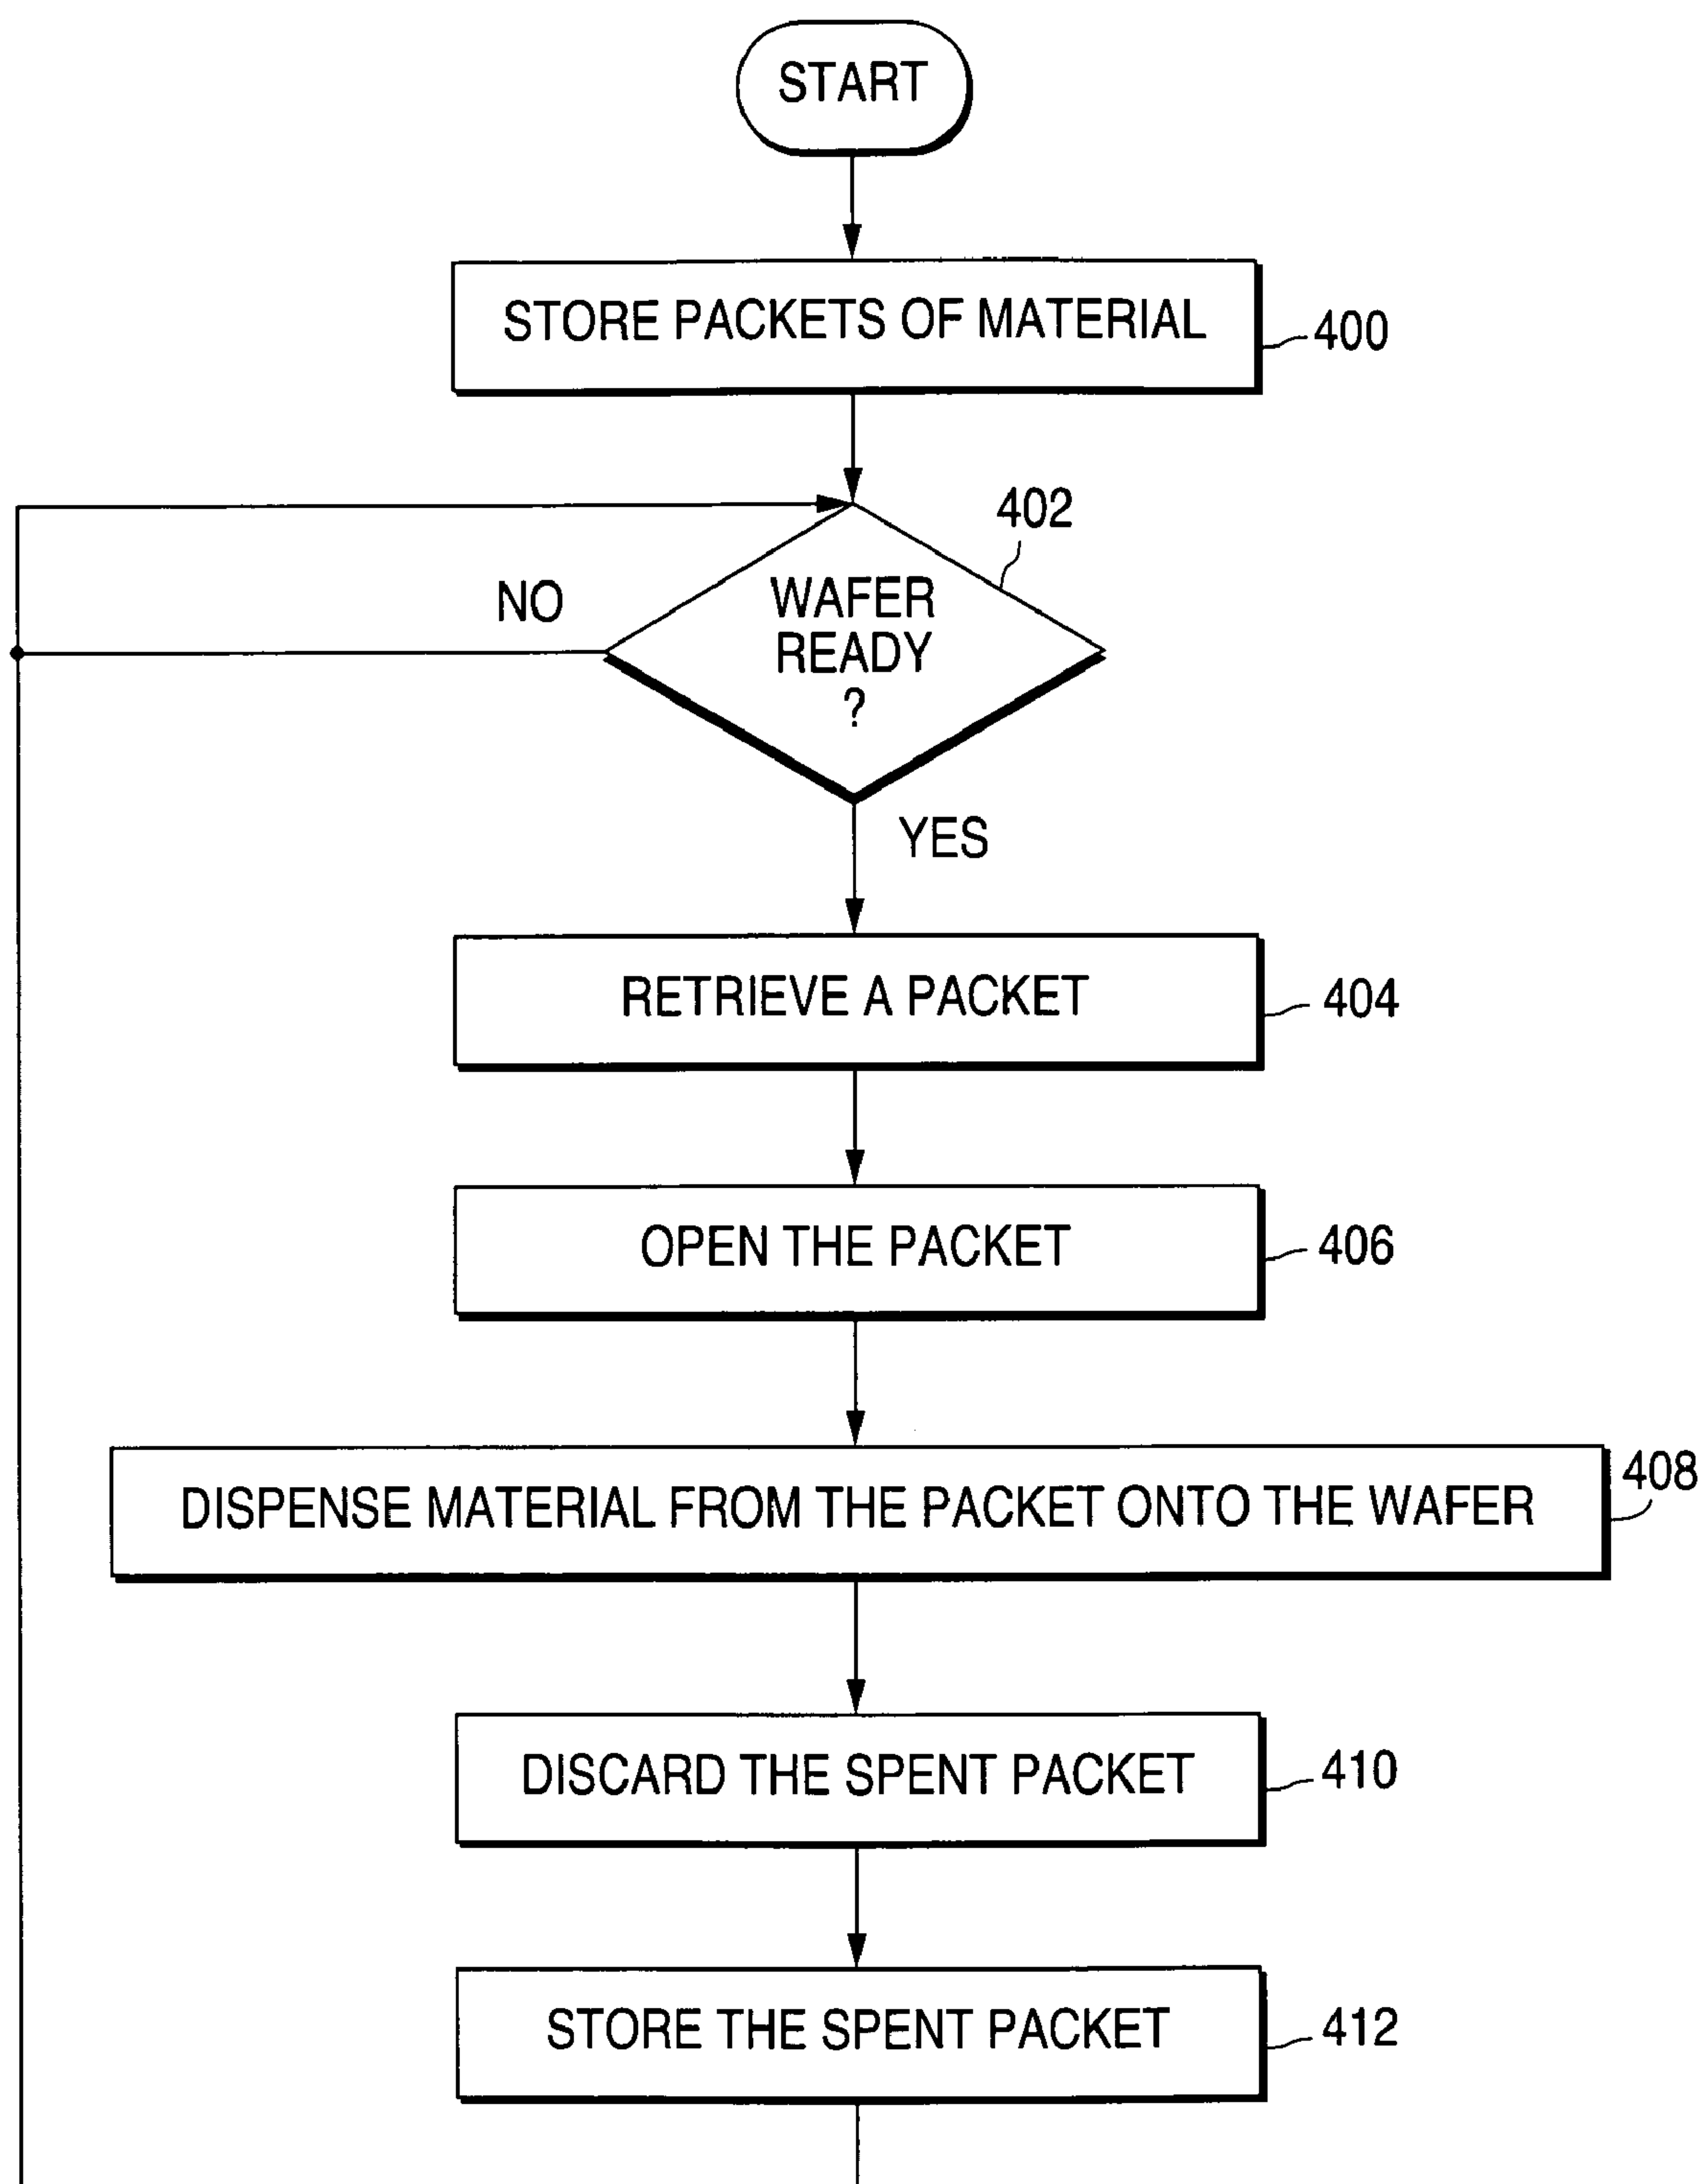 START
STORE PACKETS OF MATERIAL
400
402
NO
WAFER
READY
?
YES
RETRIEVE A PACKET
404
OPEN THE PACKET
406
DISPENSE MATERIAL FROM THE PACKET ONTO THE WAFER
408
DISCARD THE SPENT PACKET
410
STORE THE SPENT PACKET
412